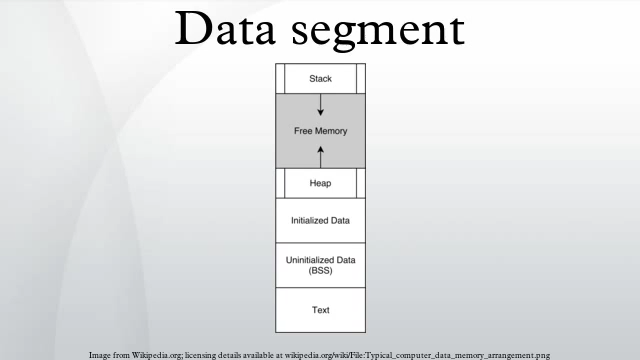 Data segment
Stack
Free Memory
Heap
Initialized Data
Uninitialized Data
(BSS)
Text
Image from Wikipedia.org; licensing details available at wikipedia.org/wiki/File:Typical_computer_data_memory_arrangement.png